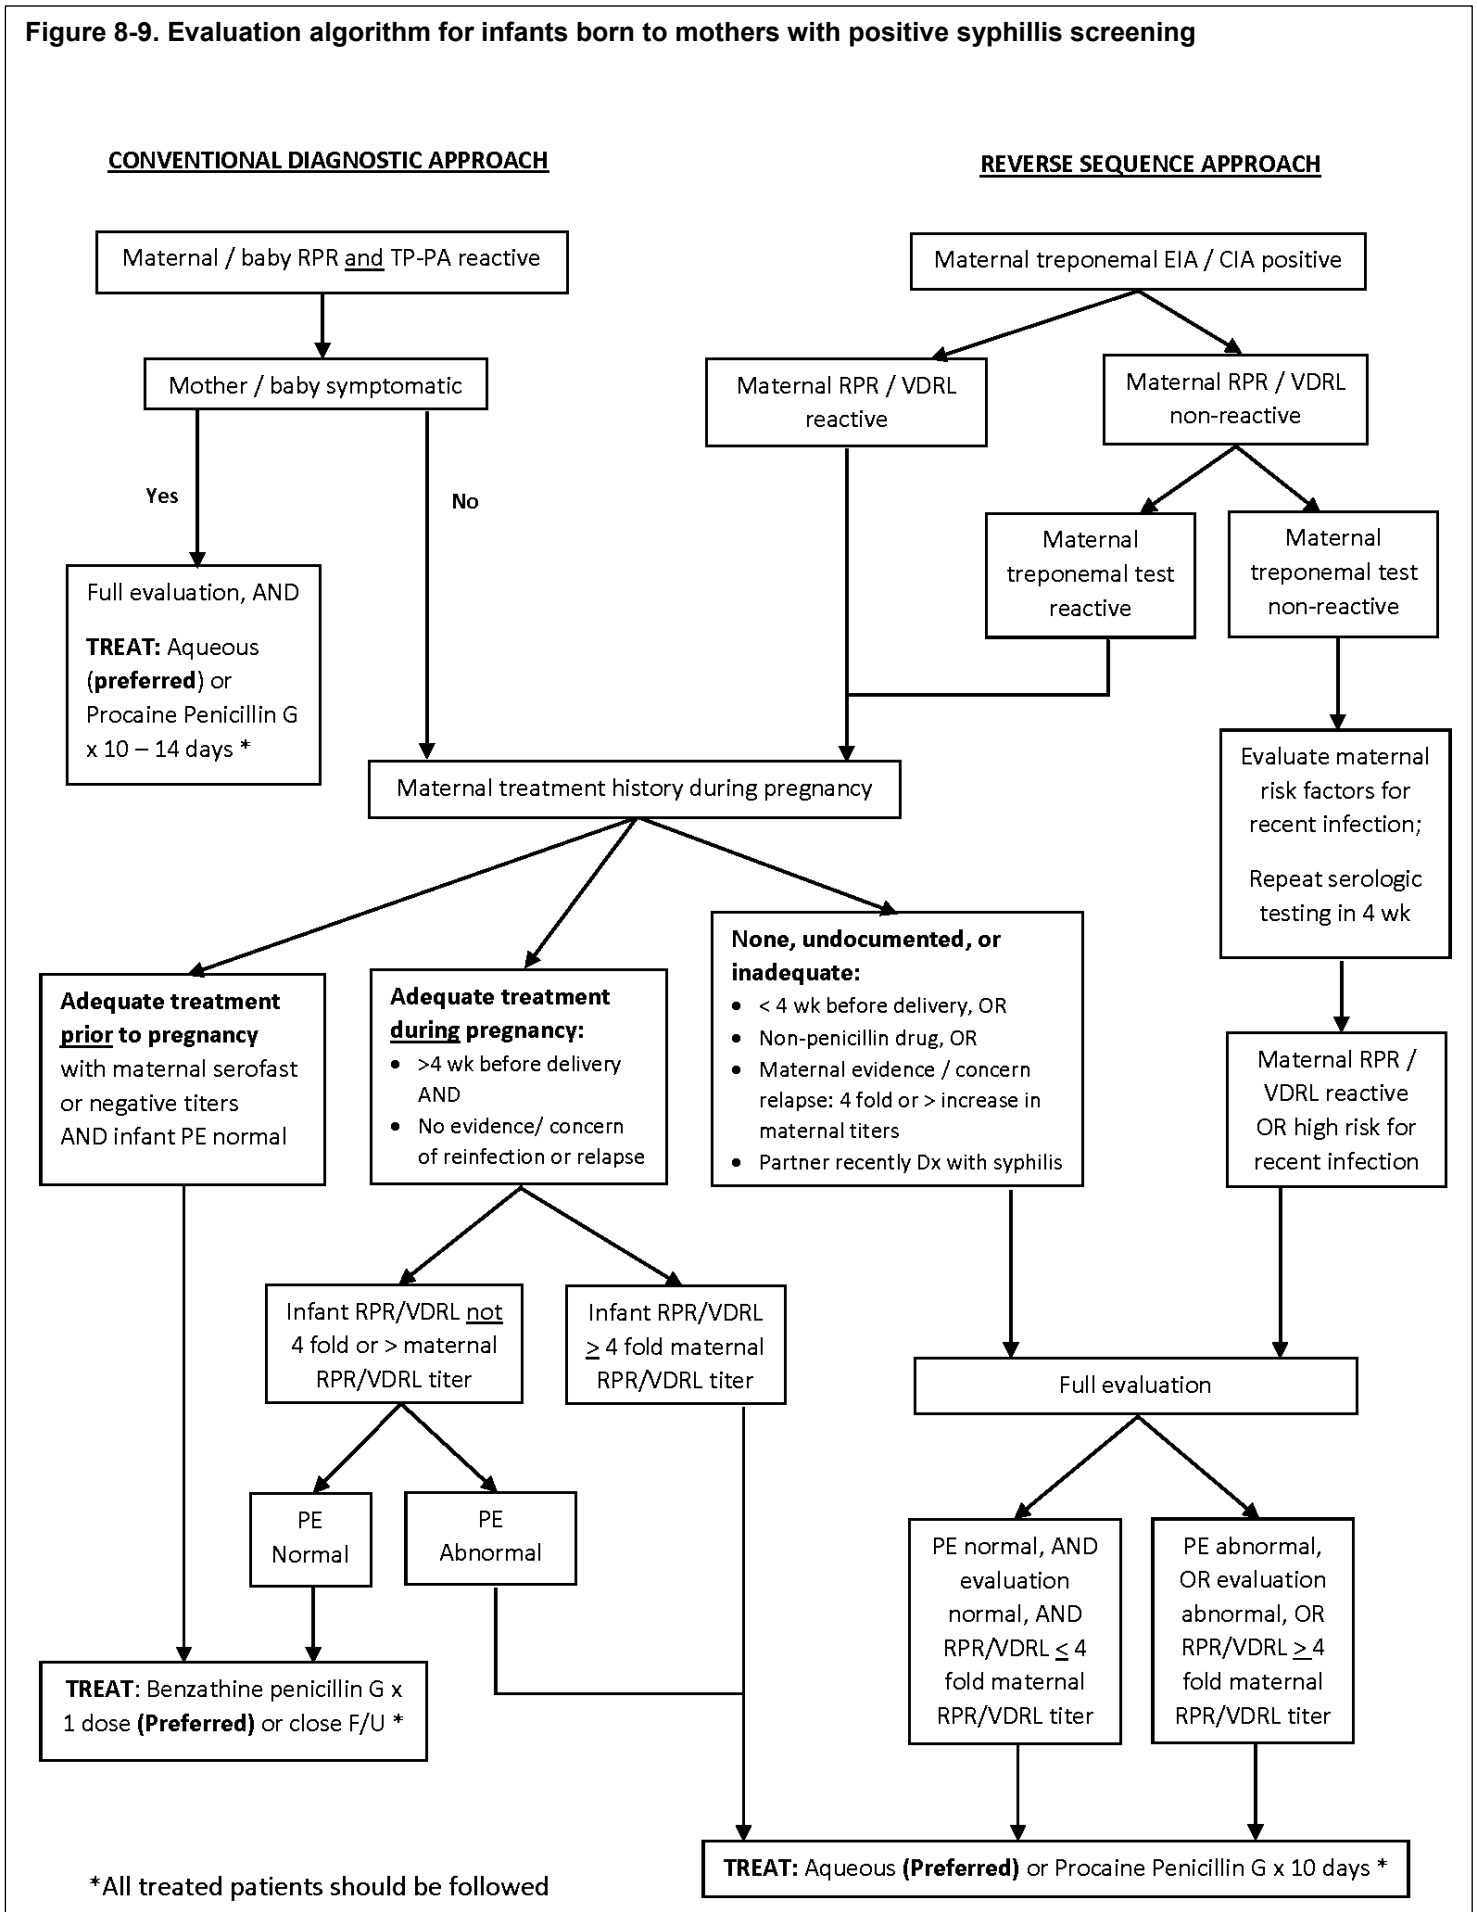 Figure 8-9. Evaluation algorithm for infants born to mothers with positive syphillis screening
CONVENTIONAL DIAGNOSTIC APPROACH
Maternal / baby RPR and TP-PA reactive
Mother / baby symptomatic
Yes
No
Full evaluation, AND
TREAT: Aqueous
(preferred) or
Procaine Penicillin G
x 10 – 14 days *
REVERSE SEQUENCE APPROACH
Maternal treponemal EIA / CIA positive
Maternal RPR / VDRL
reactive
Maternal RPR / VDRL
non-reactive
Maternal
treponemal test
reactive
Maternal
treponemal test
non-reactive
Evaluate maternal
risk factors for
recent infection;
Repeat serologic
testing in 4 wk
Maternal RPR /
VDRL reactive
OR high risk for
recent infection
Maternal treatment history during pregnancy
Adequate treatment
prior to pregnancy
with maternal serofast
or negative titers
AND infant PE normal
Adequate treatment
during pregnancy:
• >4 wk before delivery
AND
• No evidence/ concern
of reinfection or relapse
None, undocumented, or
inadequate:
• < 4 wk before delivery, OR
• Non-penicillin drug, OR
• Maternal evidence / concern
relapse: 4 fold or > increase in
maternal titers
• Partner recently Dx with syphilis
Infant RPR/VDRL not
4 fold or > maternal
RPR/VDRL titer
Infant RPR/VDRL
≥ 4 fold maternal
RPR/VDRL titer
Full evaluation
PE
Normal
PE
Abnormal
PE normal, AND
evaluation
normal, AND
RPR/VDRL ≤ 4
fold maternal
RPR/VDRL titer
PE abnormal,
OR evaluation
abnormal, OR
RPR/VDRL ≥ 4
fold maternal
RPR/VDRL titer
TREAT: Benzathine penicillin G x
1 dose (Preferred) or close F/U *
TREAT: Aqueous (Preferred) or Procaine Penicillin G x 10 days *
*All treated patients should be followed